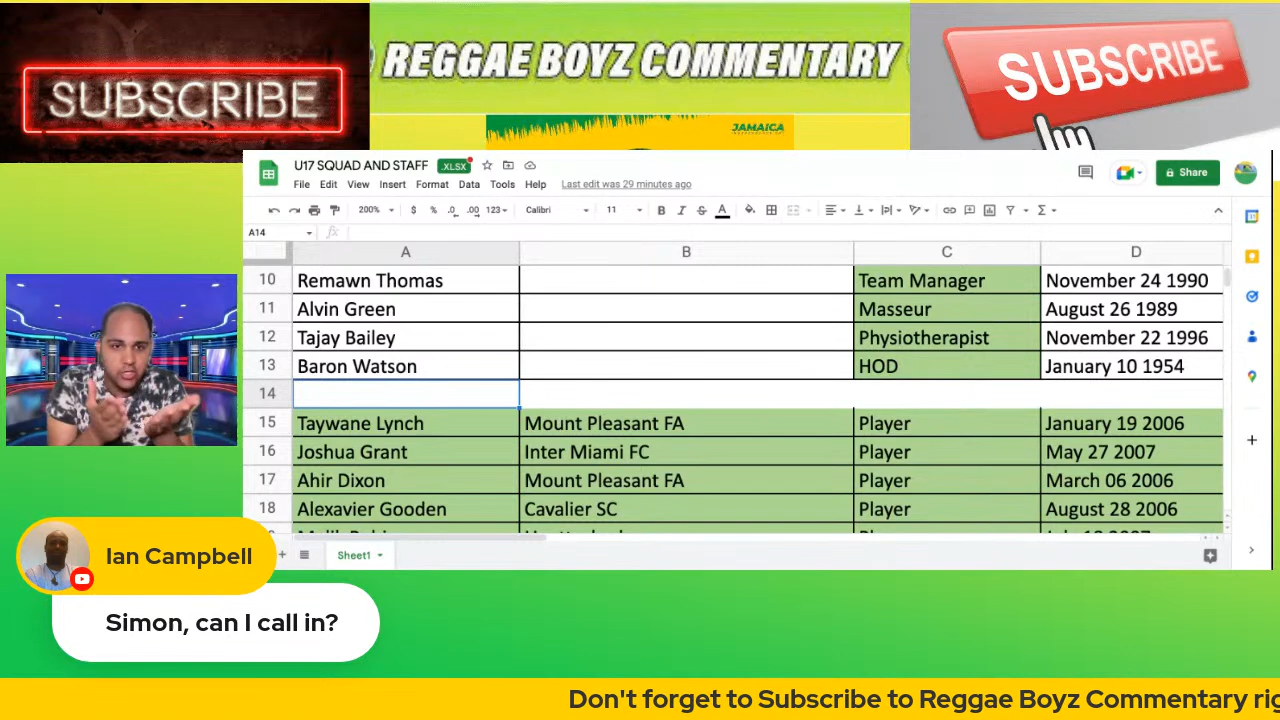 SUBSCRIBE
REGGAE BOYZ COMMENTARY
SUBSCRIBE
JAMAICA
U17 SQUAD AND STAFF .XLSX
File Edit View Insert Format Data Tools Help Last edit was 29 minutes ago
Share
200% $ % .0 .00 123 Calibri 11 B I S A
A14 fx
A B C D
10 Remawn Thomas Team Manager November 24 1990
11 Alvin Green Masseur August 26 1989
12 Tajay Bailey Physiotherapist November 22 1996
13 Baron Watson HOD January 10 1954
14
15 Taywane Lynch Mount Pleasant FA Player January 19 2006
16 Joshua Grant Inter Miami FC Player May 27 2007
17 Ahir Dixon Mount Pleasant FA Player March 06 2006
18 Alexavier Gooden Cavalier SC Player August 28 2006
Sheet1
Ian Campbell
Simon, can I call in?
Don't forget to Subscribe to Reggae Boyz Commentary rig